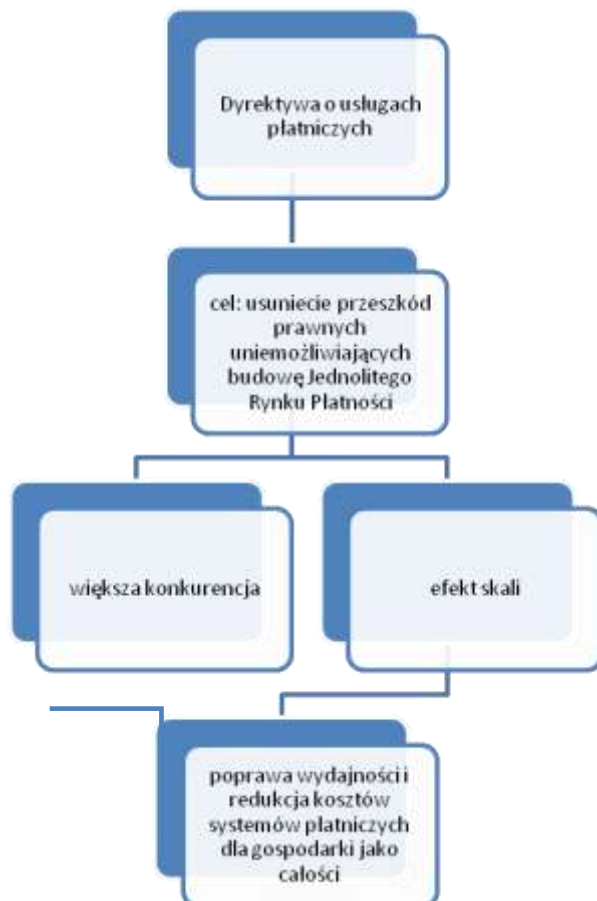 Dyrektywa o usługach
płatniczych
cel: usuniecie przeszkód
prawnych
uniemożliwiających
budowę Jednolitego
Rynku Płatności
większa konkurencja
efekt skali
poprawa wydajności i
redukcja kosztów
systemów płatniczych
dla gospodarki jako
całości